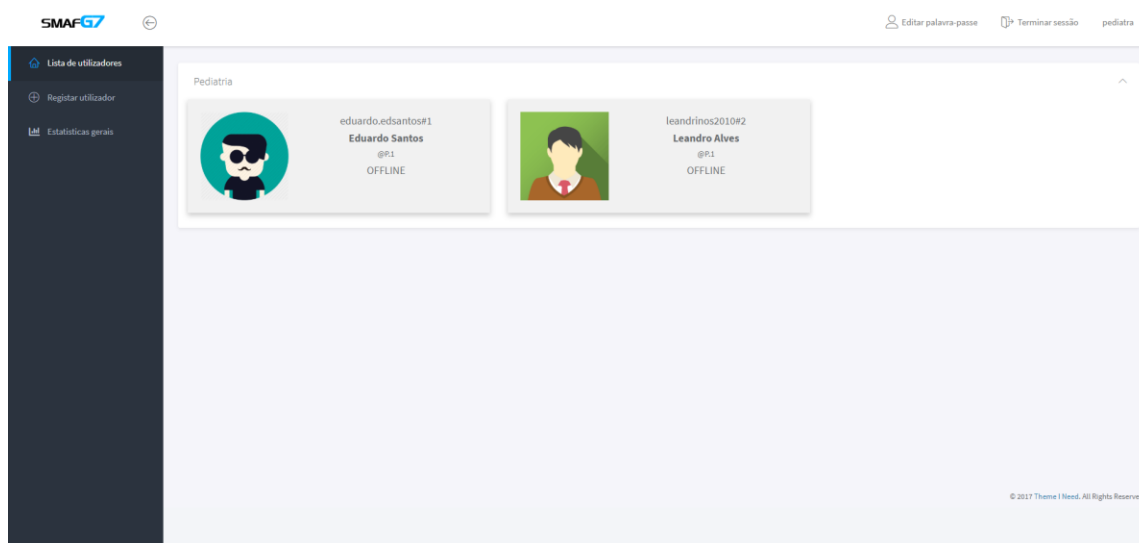 SMAFG7
Editar palavra-passe
Terminar sessão
pediatra
Lista de utilizadores
Registar utilizador
Estatísticas gerais
Pediatria
eduardo.edsantos#1
Eduardo Santos
@P.1
OFFLINE
leandrinos2010#2
Leandro Alves
@P.1
OFFLINE
© 2017 Theme I Need. All Rights Reserve